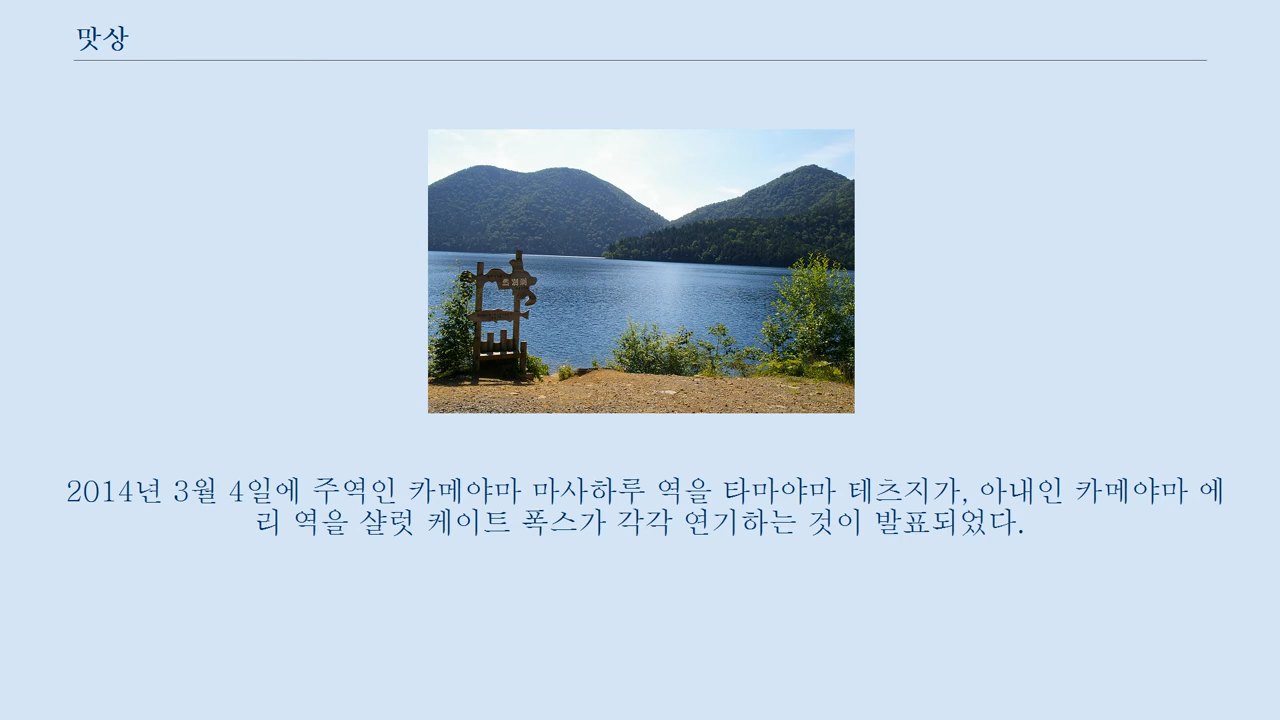 맛상
2014년 3월 4일에 주역인 카메야마 마사하루 역을 타마야마 테츠지가, 아내인 카메야마 에
리 역을 샬럿 케이트 폭스가 각각 연기하는 것이 발표되었다.